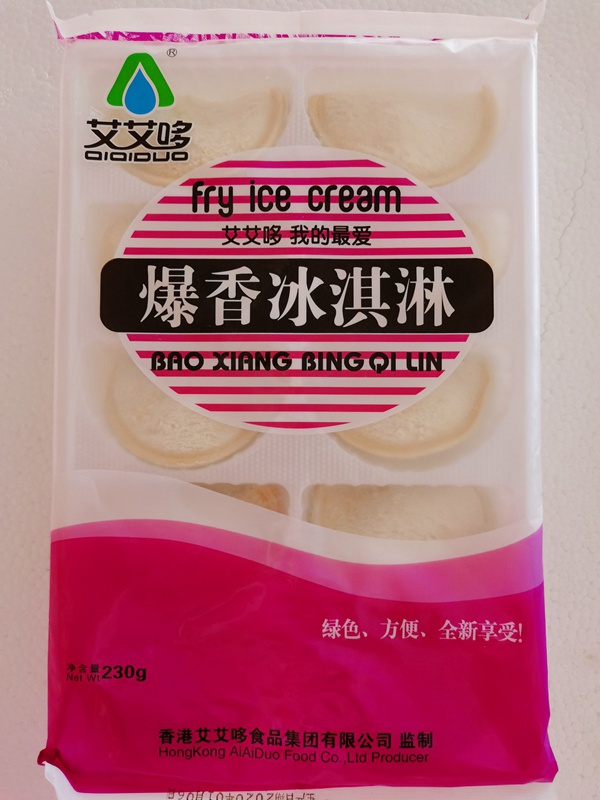 ®
艾艾哆
AIAIDUO
fry ice cream
艾艾哆 我的最爱
爆香冰淇淋
BAO XIANG BING QI LIN
绿色、方便、全新享受!
净含量
Net Wt 230g
香港艾艾哆食品集团有限公司 监制
HongKong AiAiDuo Food Co.,Ltd Producer